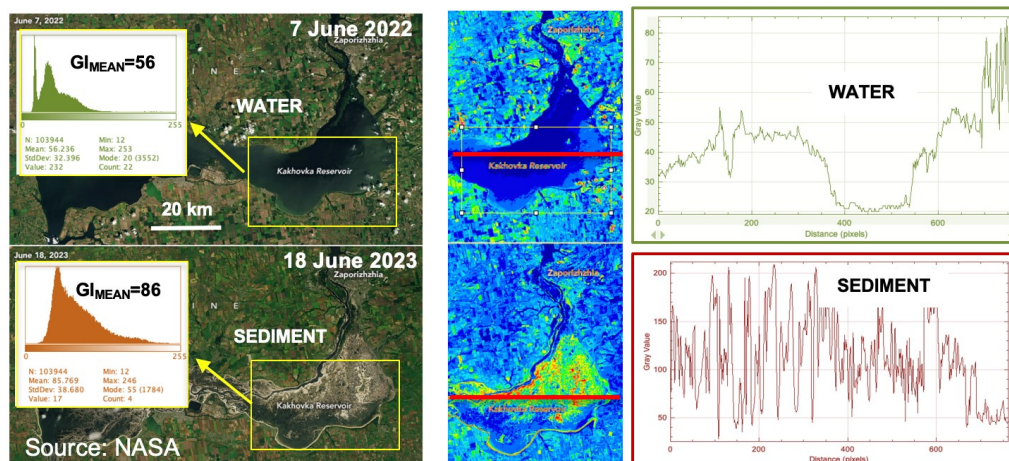 June 7, 2022
7 June 2022
Zaporizhzhia
GIMEAN=56
I N E
WATER
0
255
N: 103944
Min: 12
Mean: 56.236
Max: 253
StdDev: 32.396
Mode: 20 (3552)
Value: 232
Count: 22
Kakhovka Reservoir
20 km
June 18, 2023
18 June 2023
Zaporizhzhia
GIMEAN=86
I N E
SEDIMENT
0
255
N: 103944
Min: 12
Mean: 85.769
Max: 246
StdDev: 38.680
Mode: 55 (1784)
Value: 17
Count: 4
Kakhovka Reservoir
Source: NASA
Zaporizhzhia
Kakhovka Reservoir
Zaporizhzhia
Kakhovka Reservoir
WATER
80
70
60
50
40
30
20
Gray Value
0
200
400
600
Distance (pixels)
SEDIMENT
200
150
100
50
Gray Value
0
200
400
600
Distance (pixels)